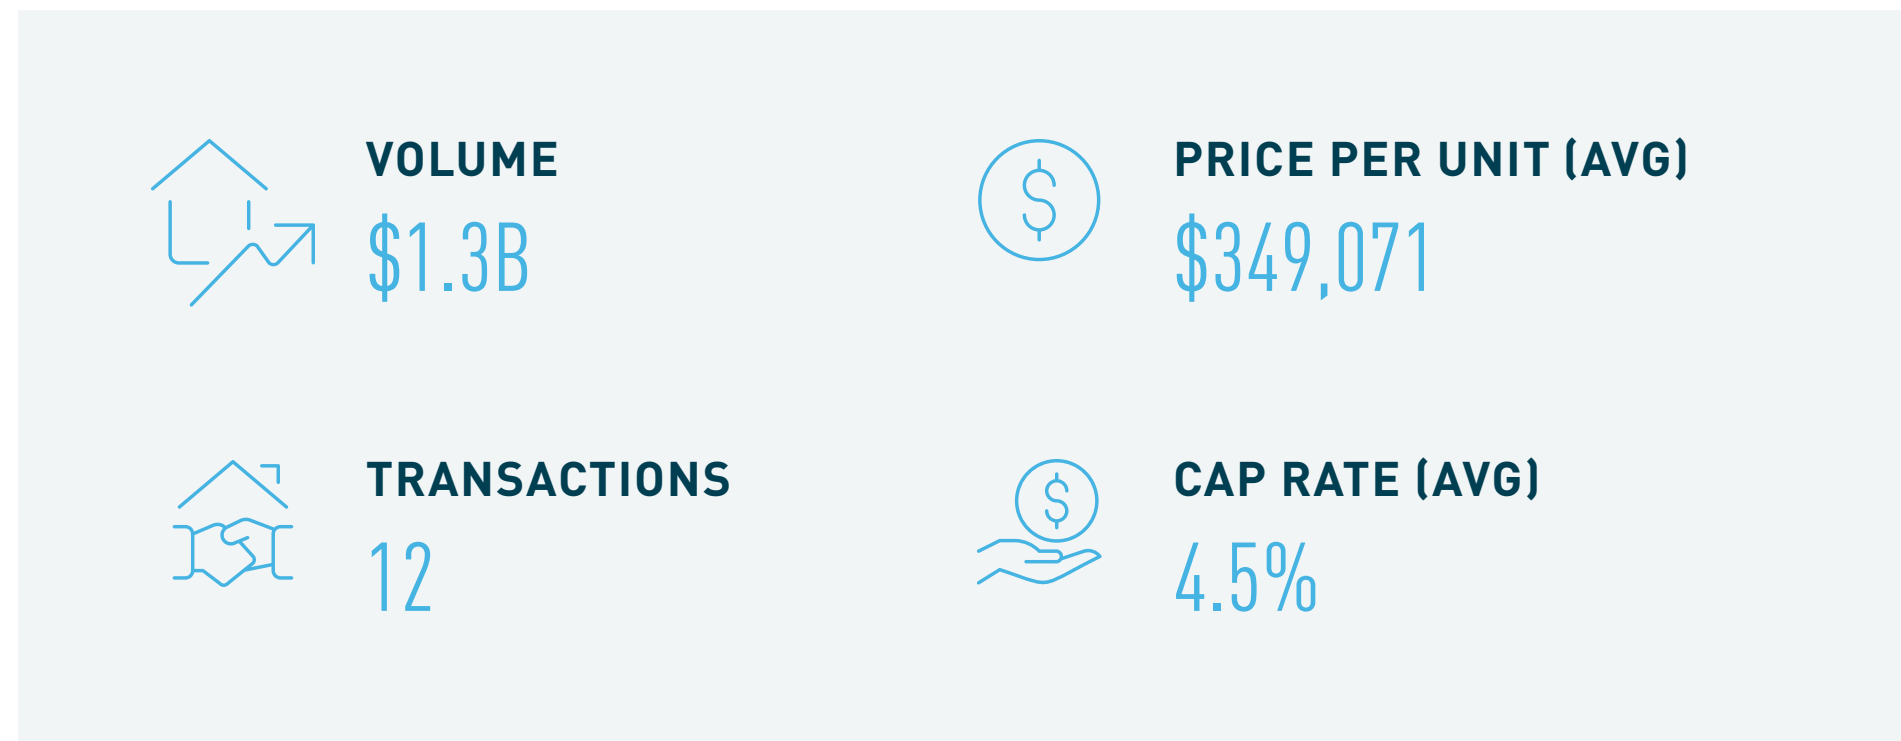 VOLUME
$1.3B
PRICE PER UNIT (AVG)
$349,071
TRANSACTIONS
12
CAP RATE (AVG)
4.5%